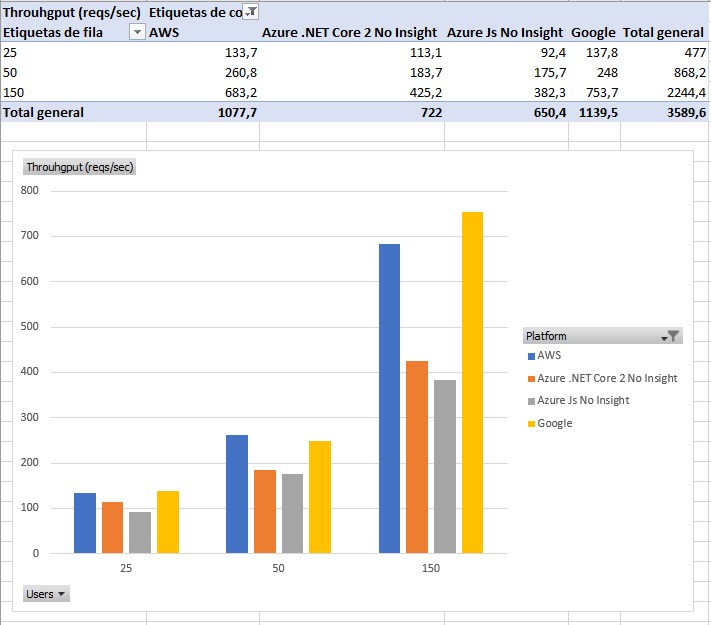 Throuhgput (reqs/sec) Etiquetas de co
Etiquetas de fila AWS Azure .NET Core 2 No Insight Azure Js No Insight Google Total general
25 133,7 113,1 92,4 137,8 477
50 260,8 183,7 175,7 248 868,2
150 683,2 425,2 382,3 753,7 2244,4
Total general 1077,7 722 650,4 1139,5 3589,6
Throuhgput (reqs/sec)
800
700
600
500
400
300
200
100
0
25 50 150
Platform
AWS
Azure .NET Core 2 No Insight
Azure Js No Insight
Google
Users